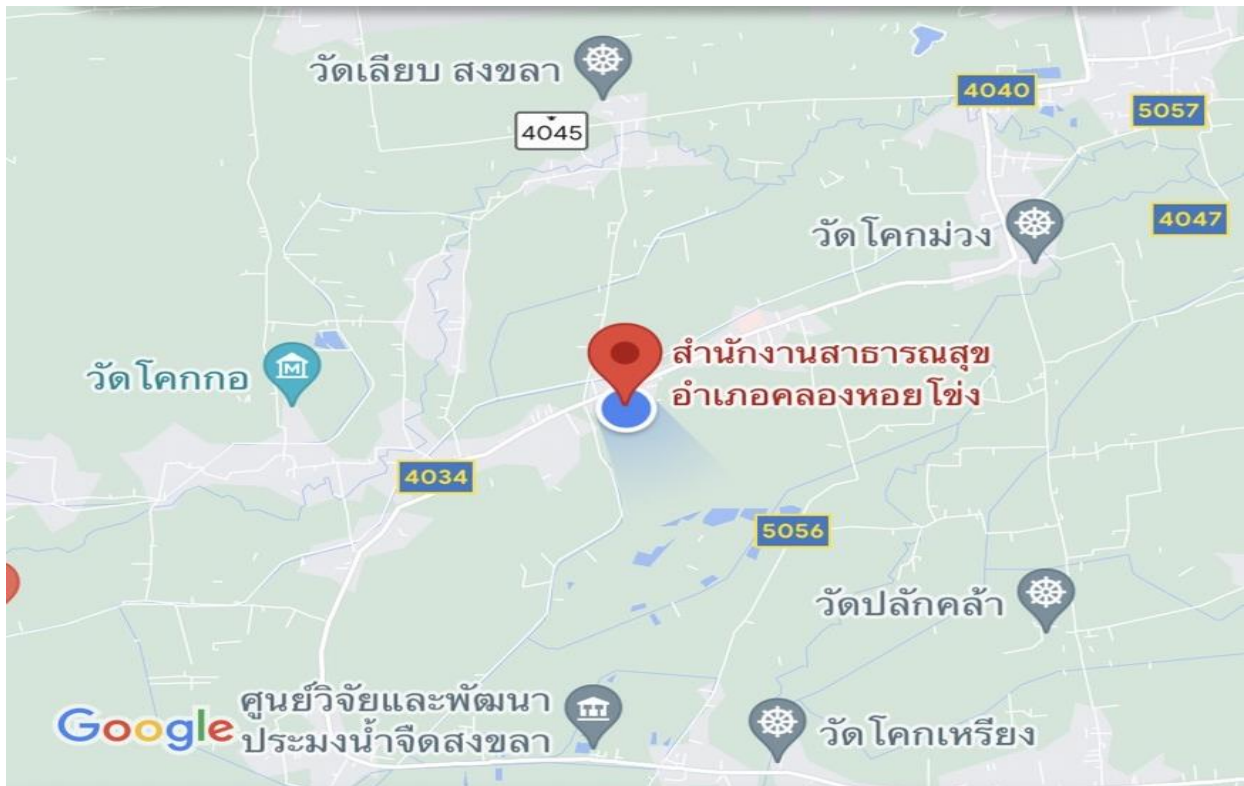 วัดเลียบ สงขลา
4040
5057
4045
4047
วัดโคกม่วง
สำนักงานสาธารณสุข
อำเภอคลองหอยโข่ง
วัดโคกกอ
M
4034
5056
วัดปลักคล้า
ศูนย์วิจัยและพัฒนา
ประมงน้ำจืดสงขลา
Google
วัดโคกเหรียง